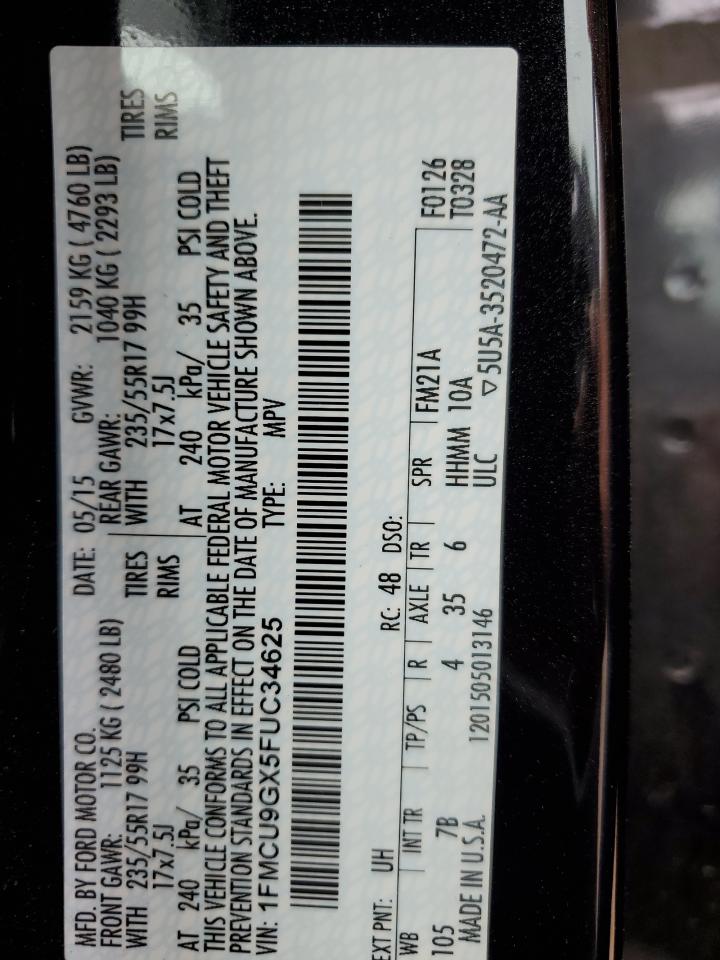 MFD. BY FORD MOTOR CO. DATE: 05/15 GVWR: 2159 KG ( 4760 LB)
FRONT GAWR: 1125 KG ( 2480 LB) REAR GAWR: 1040 KG ( 2293 LB)
WITH 235/55R17 99H TIRES WITH 235/55R17 99H TIRES
17x7.5J RIMS 17x7.5J RIMS
AT 240 kPa/ 35 PSI COLD AT 240 kPa/ 35 PSI COLD
THIS VEHICLE CONFORMS TO ALL APPLICABLE FEDERAL MOTOR VEHICLE SAFETY AND THEFT
PREVENTION STANDARDS IN EFFECT ON THE DATE OF MANUFACTURE SHOWN ABOVE.
VIN: 1FMCU9GX5FUC34625 TYPE: MPV
EXT PNT: UH RC: 48 DSO:
WB INT TR TP/PS R AXLE TR SPR FM21A F0126
105 7B 4 35 6 HHMM 10A T0328
MADE IN U.S.A. 1201505013146 ULC ▽5U5A-3520472-AA